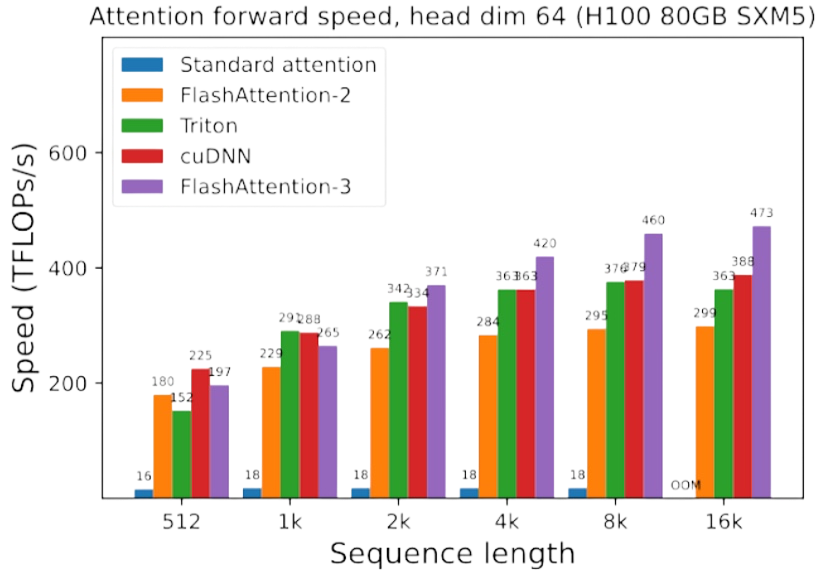 Attention forward speed, head dim 64 (H100 80GB SXM5)
Standard attention
FlashAttention-2
Triton
cuDNN
FlashAttention-3
Speed (TFLOPs/s)
600
400
200
16 180 152 225 197
18 229 291 288 265
18 262 342 334 371
18 284 363 363 420
18 295 376 379 460
OOM 299 363 388 473
512 1k 2k 4k 8k 16k
Sequence length